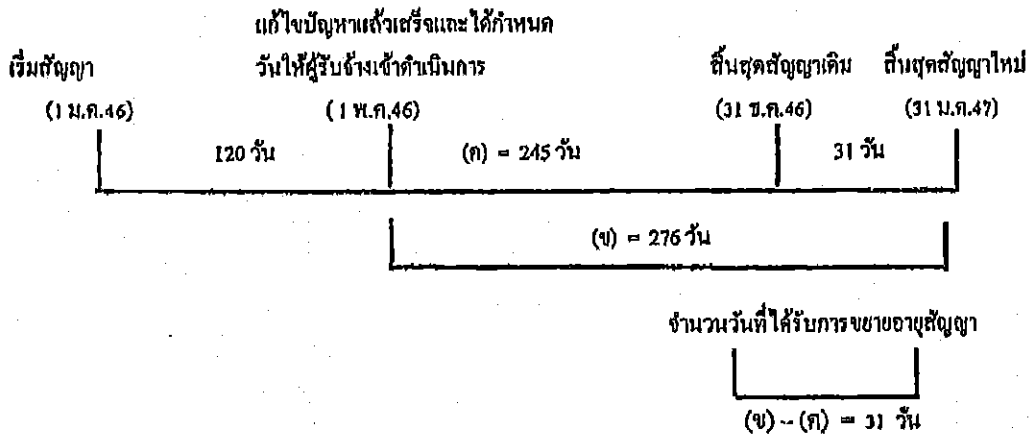 แก้ไขปัญหาแล้วเสร็จและได้กำหนด
เริ่มสัญญา วันให้ผู้รับจ้างเข้าดำเนินการ สิ้นสุดสัญญาเดิม สิ้นสุดสัญญาใหม่
(1 ม.ค.46) (1 พ.ค.46) (31 ธ.ค.46) (31 ม.ค.47)
120 วัน (ค) = 245 วัน 31 วัน
(ข) = 276 วัน
จำนวนวันที่ได้รับการขยายอายุสัญญา
(ข) - (ค) = 31 วัน